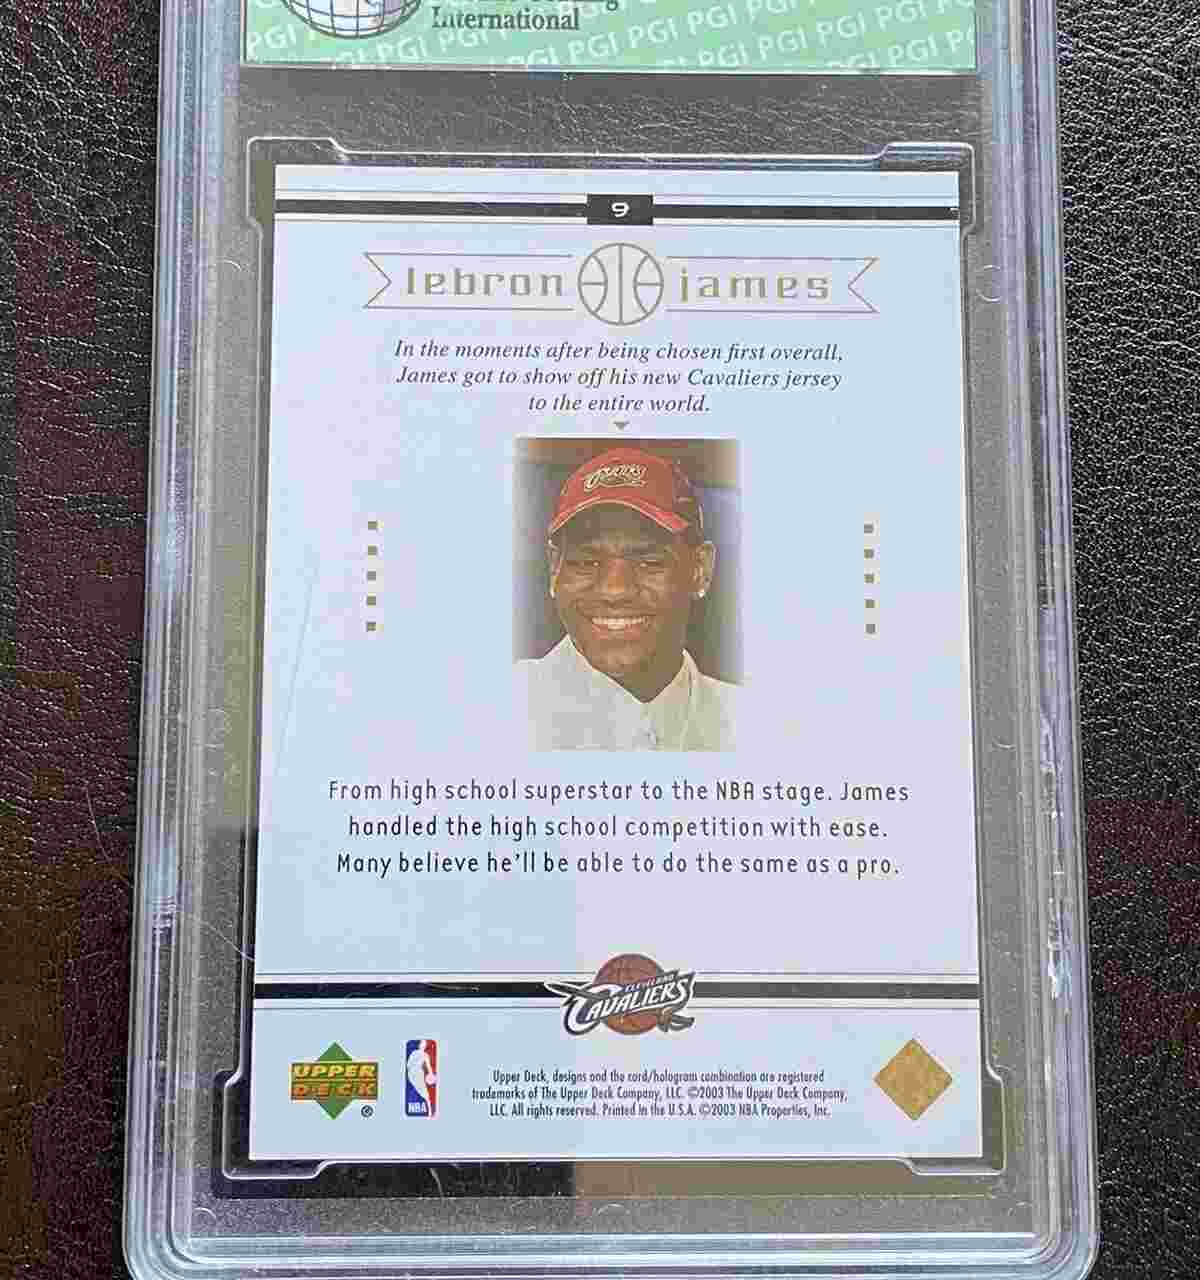 International
PGI PGI PGI PGI PGI PGI PGI
PGI PGI PGI PGI
9
lebron james
In the moments after being chosen first overall,
James got to show off his new Cavaliers jersey
to the entire world.
CAVALIERS
From high school superstar to the NBA stage. James
handled the high school competition with ease.
Many believe he'll be able to do the same as a pro.
CLEVELAND
CAVALIERS
UPPER
DECK
®
NBA
Upper Deck, designs and the card/hologram combination are registered
trademarks of The Upper Deck Company, LLC. ©2003 The Upper Deck Company,
LLC. All rights reserved. Printed in the U.S.A. ©2003 NBA Properties, Inc.